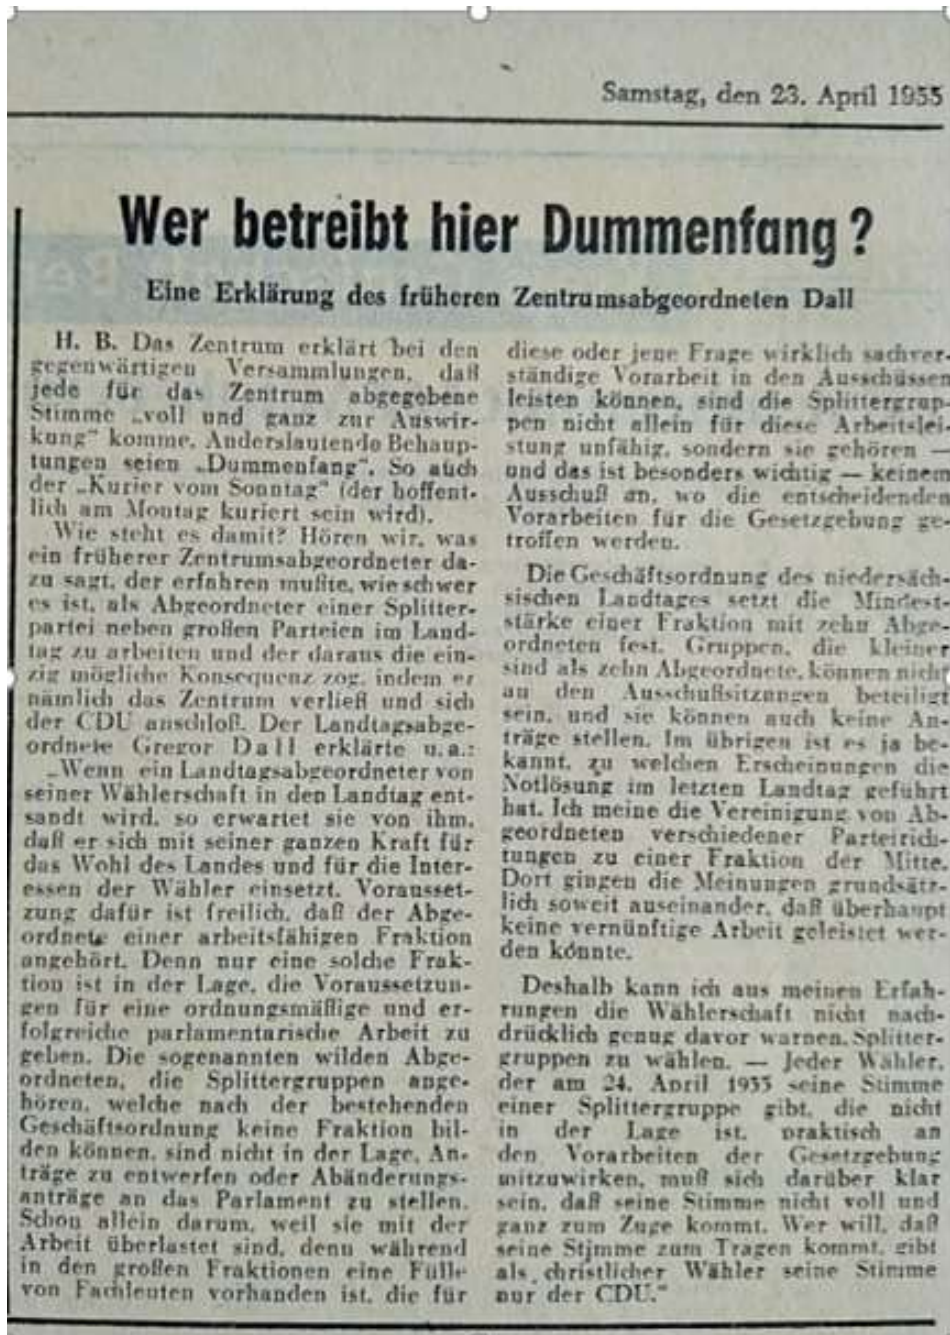 Samstag, den 23. April 1955
Wer betreibt hier Dummenfang?
Eine Erklärung des früheren Zentrumsabgeordneten Dall
H. B. Das Zentrum erklärt bei den
gegenwärtigen Versammlungen, daß
jede für das Zentrum abgegebene
Stimme „voll und ganz zur Auswir-
kung“ komme. Anderslautende Behaup-
tungen seien „Dummenfang“. So auch
der „Kurier vom Sonntag“ (der hoffent-
lich am Montag kuriert sein wird).
Wie steht es damit? Hören wir, was
ein früherer Zentrumsabgeordneter da-
zu sagt, der erfahren mußte, wie schwer
es ist, als Abgeordneter einer Splitter-
partei neben großen Parteien im Land-
tag zu arbeiten und der daraus die ein-
zig mögliche Konsequenz zog, indem er
nämlich das Zentrum verließ und sich
der CDU anschloß. Der Landtagsabge-
ordnete Gregor Dall erklärte u.a.:
„Wenn ein Landtagsabgeordneter von
seiner Wählerschaft in den Landtag ent-
sandt wird, so erwartet sie von ihm,
daß er sich mit seiner ganzen Kraft für
das Wohl des Landes und für die Inter-
essen der Wähler einsetzt. Vorausset-
zung dafür ist freilich, daß der Abge-
ordnete einer arbeitsfähigen Fraktion
angehört. Denn nur eine solche Frak-
tion ist in der Lage, die Voraussetzun-
gen für eine ordnungsmäßige und er-
folgreiche parlamentarische Arbeit zu
geben. Die sogenannten wilden Abge-
ordneten, die Splittergruppen ange-
hören, welche nach der bestehenden
Geschäftsordnung keine Fraktion bil-
den können, sind nicht in der Lage, An-
träge zu entwerfen oder Abänderungs-
anträge an das Parlament zu stellen.
Schon allein darum, weil sie mit der
Arbeit überlastet sind, denn während
in den großen Fraktionen eine Fülle
von Fachleuten vorhanden ist, die für
diese oder jene Frage wirklich sachver-
ständige Vorarbeit in den Ausschüssen
leisten können, sind die Splittergrup-
pen nicht allein für diese Arbeitslei-
stung unfähig, sondern sie gehören —
und das ist besonders wichtig — keinem
Ausschuß an, wo die entscheidenden
Vorarbeiten für die Gesetzgebung ge-
troffen werden.
Die Geschäftsordnung des niedersäch-
sischen Landtages setzt die Mindest-
stärke einer Fraktion mit zehn Abge-
ordneten fest. Gruppen, die kleiner
sind als zehn Abgeordnete, können nicht
an den Ausschußsitzungen beteiligt
sein, und sie können auch keine An-
träge stellen. Im übrigen ist es ja be-
kannt, zu welchen Erscheinungen die
Notlösung im letzten Landtag geführt
hat. Ich meine die Vereinigung von Ab-
geordneten verschiedener Parteirich-
tungen zu einer Fraktion der Mitte.
Dort gingen die Meinungen grundsätz-
lich soweit auseinander, daß überhaupt
keine vernünftige Arbeit geleistet wer-
den könnte.
Deshalb kann ich aus meinen Erfah-
rungen die Wählerschaft nicht nach-
drücklich genug davor warnen, Splitter-
gruppen zu wählen. — Jeder Wähler,
der am 24. April 1955 seine Stimme
einer Splittergruppe gibt, die nicht
in der Lage ist, praktisch an
den Vorarbeiten der Gesetzgebung
mitzuwirken, muß sich darüber klar
sein, daß seine Stimme nicht voll und
ganz zum Zuge kommt. Wer will, daß
seine Stimme zum Tragen kommt, gibt
als christlicher Wähler seine Stimme
nur der CDU.“